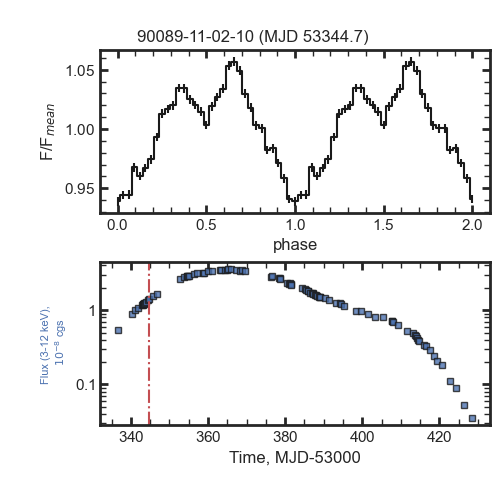 90089-11-02-10 (MJD 53344.7)
1.05
1.00
0.95
F/Fmean
0.0 0.5 1.0 1.5 2.0
phase
1
0.1
Flux (3-12 keV),
10⁻⁸ cgs
340 360 380 400 420
Time, MJD-53000